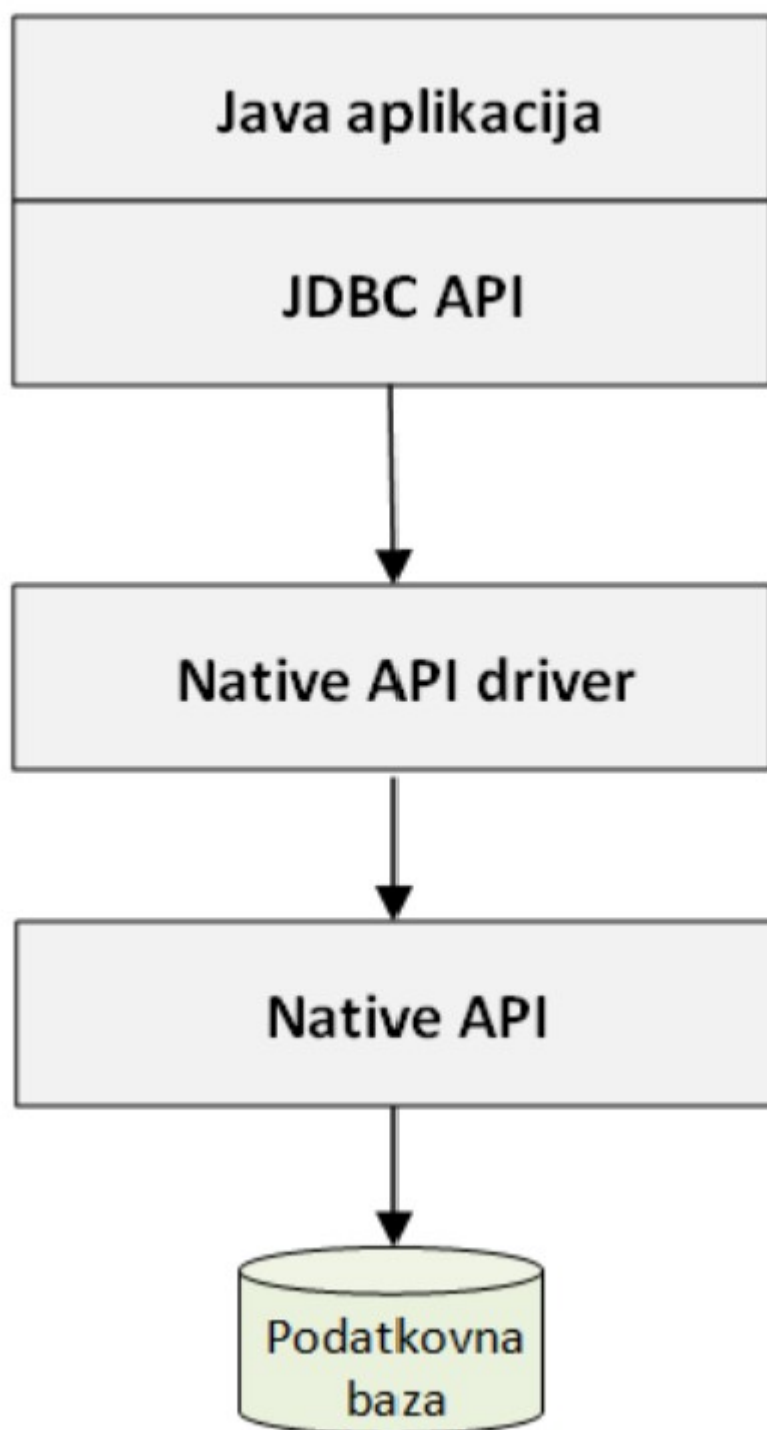 Java aplikacija
JDBC API
Native API driver
Native API
Podatkovna
baza